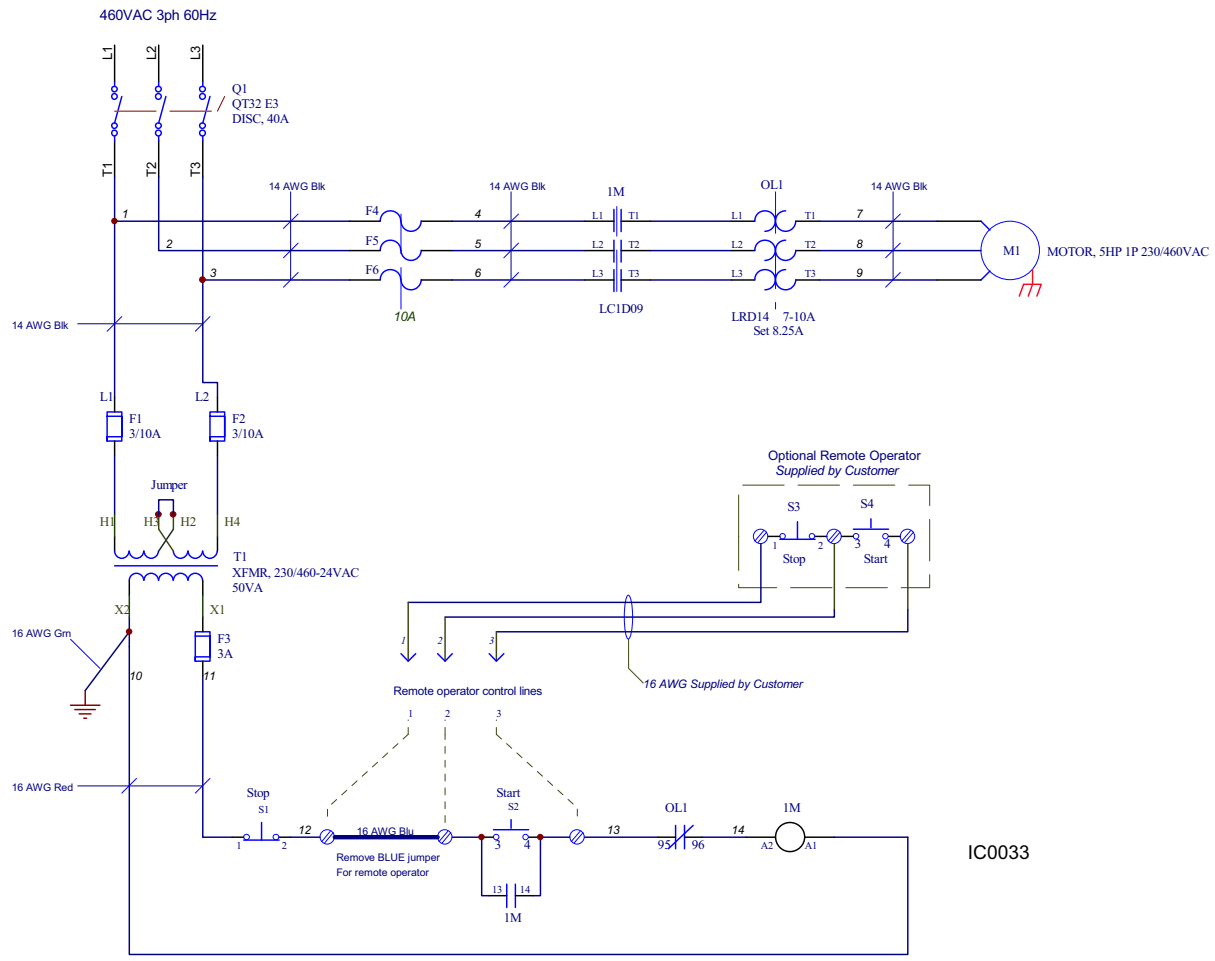 460VAC 3ph 60Hz
L1
L2
L3
Q1
QT32 E3
DISC, 40A
T1
T2
T3
14 AWG Blk
14 AWG Blk
1M
OL1
14 AWG Blk
1
F4
4
L1
T1
L1
T1
7
2
F5
5
L2
T2
L2
T2
8
M1
MOTOR, 5HP 1P 230/460VAC
3
F6
6
L3
T3
L3
T3
9
10A
LC1D09
LRD14 7-10A
Set 8.25A
14 AWG Blk
L1
L2
F1
3/10A
F2
3/10A
Jumper
H1
H3
H2
H4
T1
XFMR, 230/460-24VAC
50VA
X2
X1
16 AWG Grn
F3
3A
10
11
Optional Remote Operator
Supplied by Customer
S3
S4
1
2
3
4
Stop
Start
1
2
3
16 AWG Supplied by Customer
Remote operator control lines
1
2
3
16 AWG Red
Stop
S1
1
2
12
16 AWG Blu
Remove BLUE jumper
For remote operator
Start
S2
3
4
13
14
1M
13
OL1
95
96
14
1M
A2
A1
IC0033